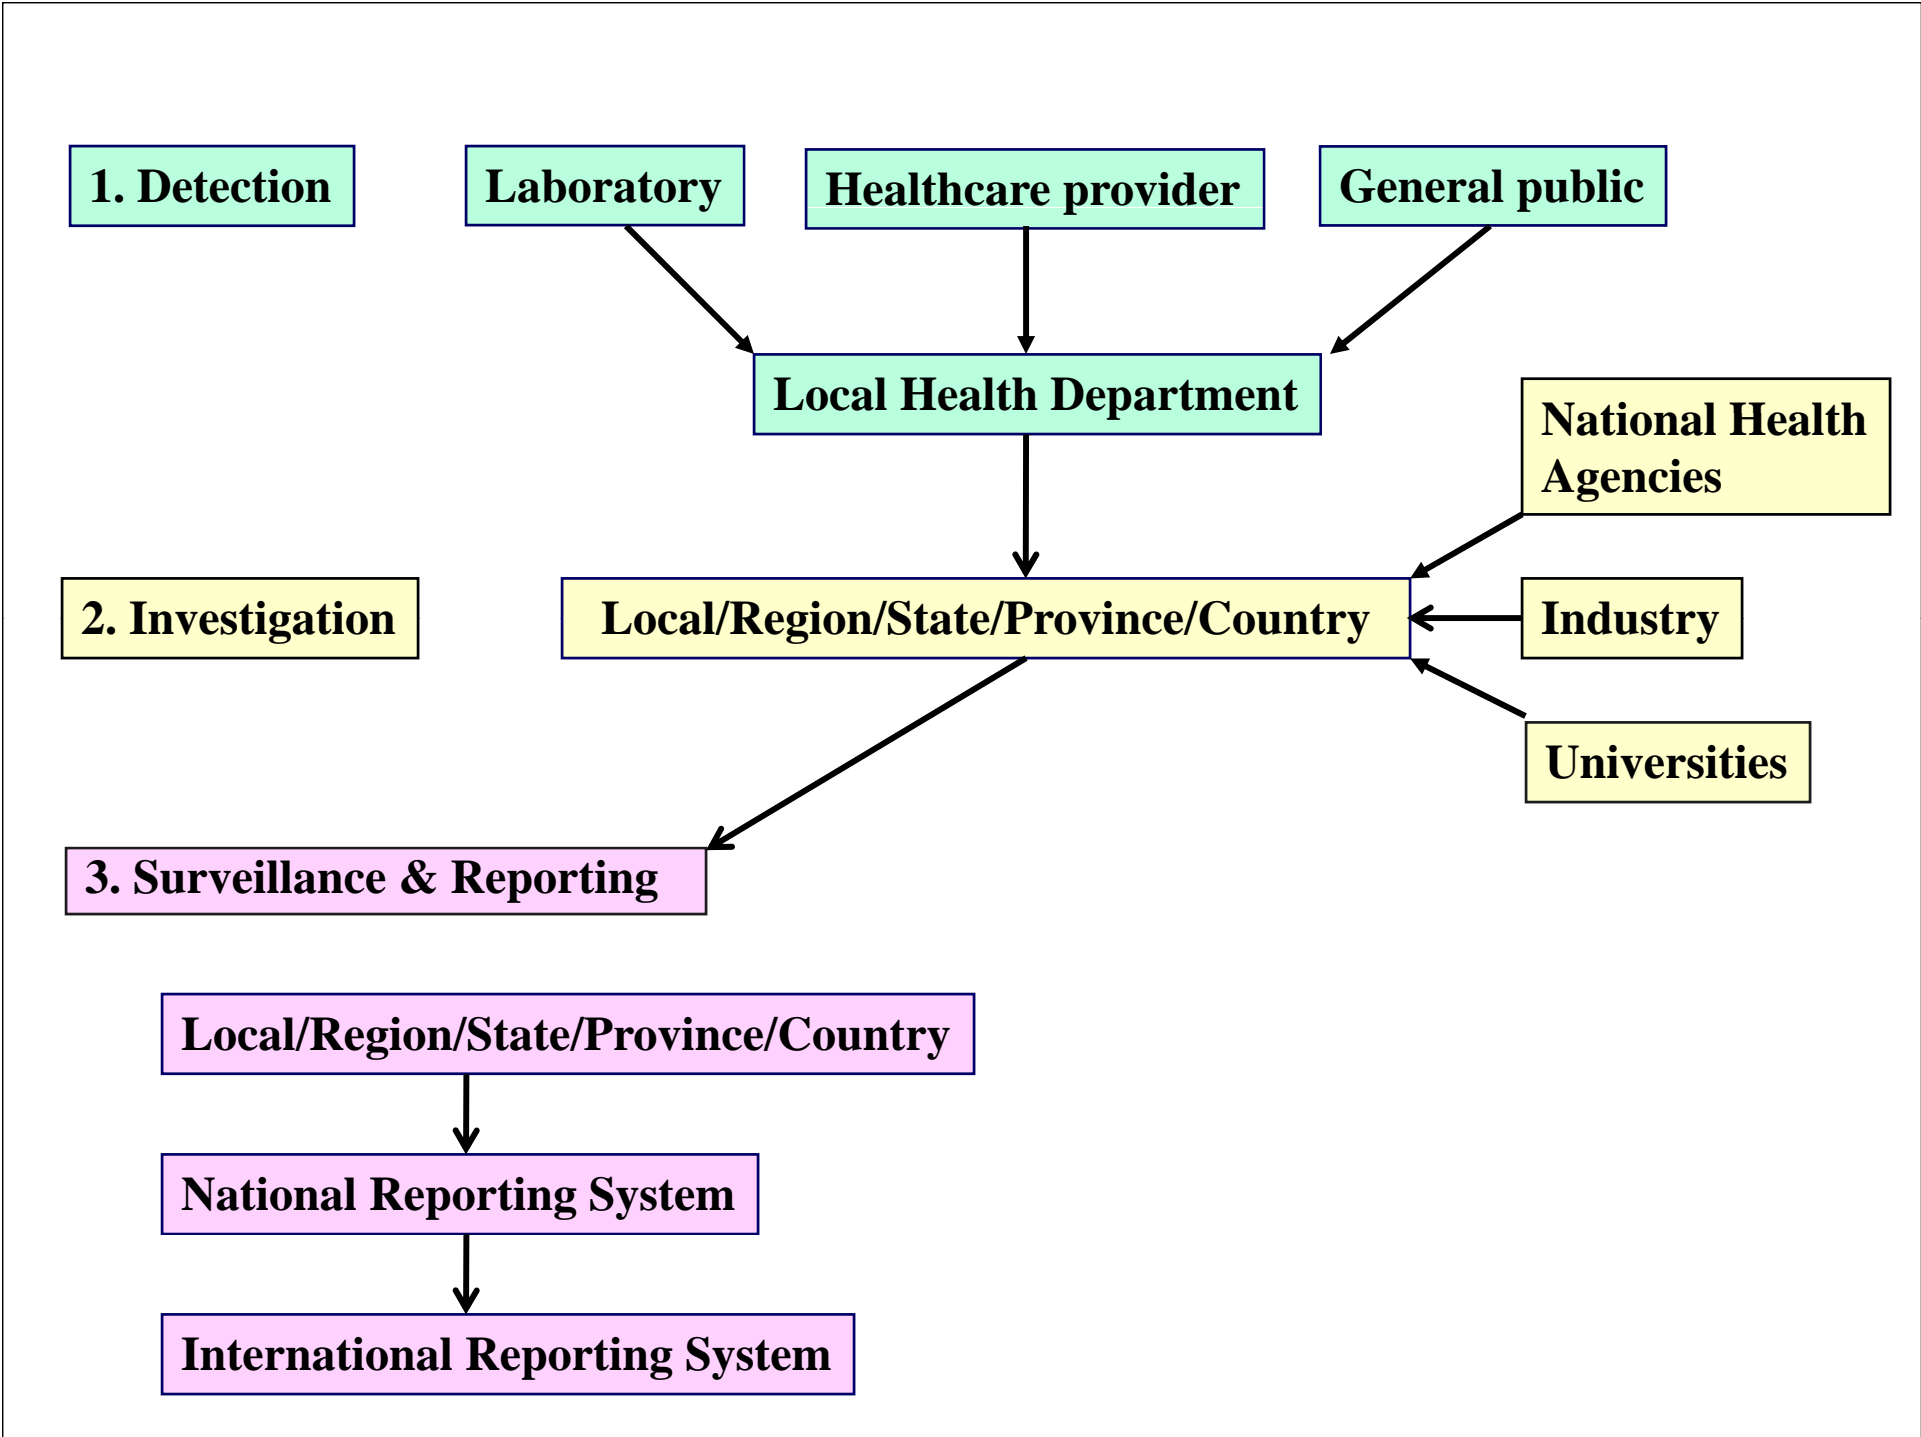 1. Detection
Laboratory
Healthcare provider
General public
Local Health Department
National Health
Agencies
2. Investigation
Local/Region/State/Province/Country
Industry
Universities
3. Surveillance & Reporting
Local/Region/State/Province/Country
National Reporting System
International Reporting System